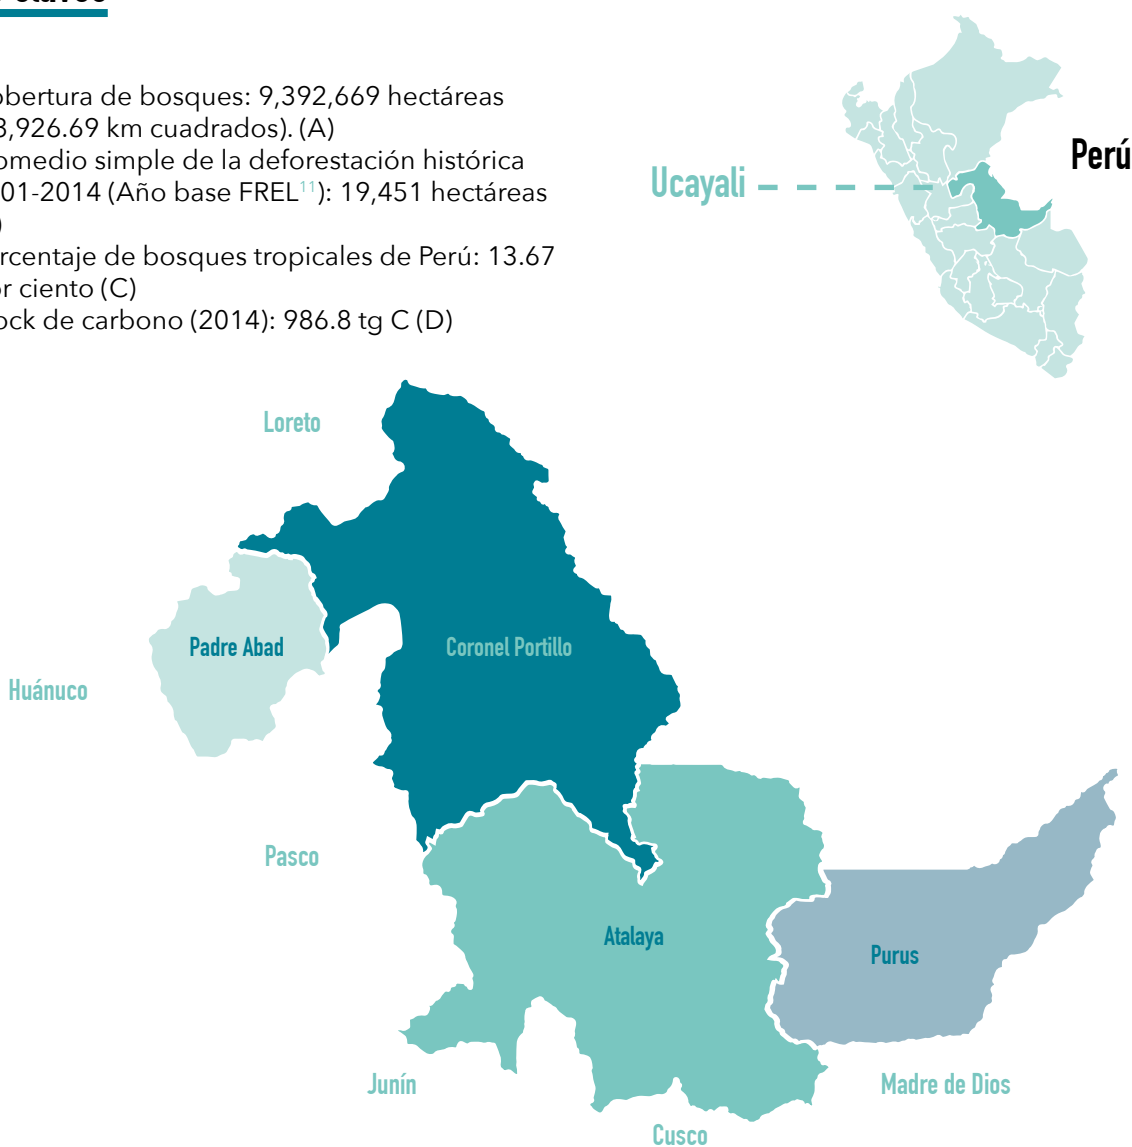 obertura de bosques: 9,392,669 hectáreas
3,926.69 km cuadrados). (A)
omedio simple de la deforestación histórica
01-2014 (Año base FREL¹¹): 19,451 hectáreas
)
rcentaje de bosques tropicales de Perú: 13.67
or ciento (C)
ock de carbono (2014): 986.8 tg C (D)
Perú
Ucayali
Loreto
Padre Abad
Coronel Portillo
Huánuco
Pasco
Atalaya
Purus
Junín
Madre de Dios
Cusco